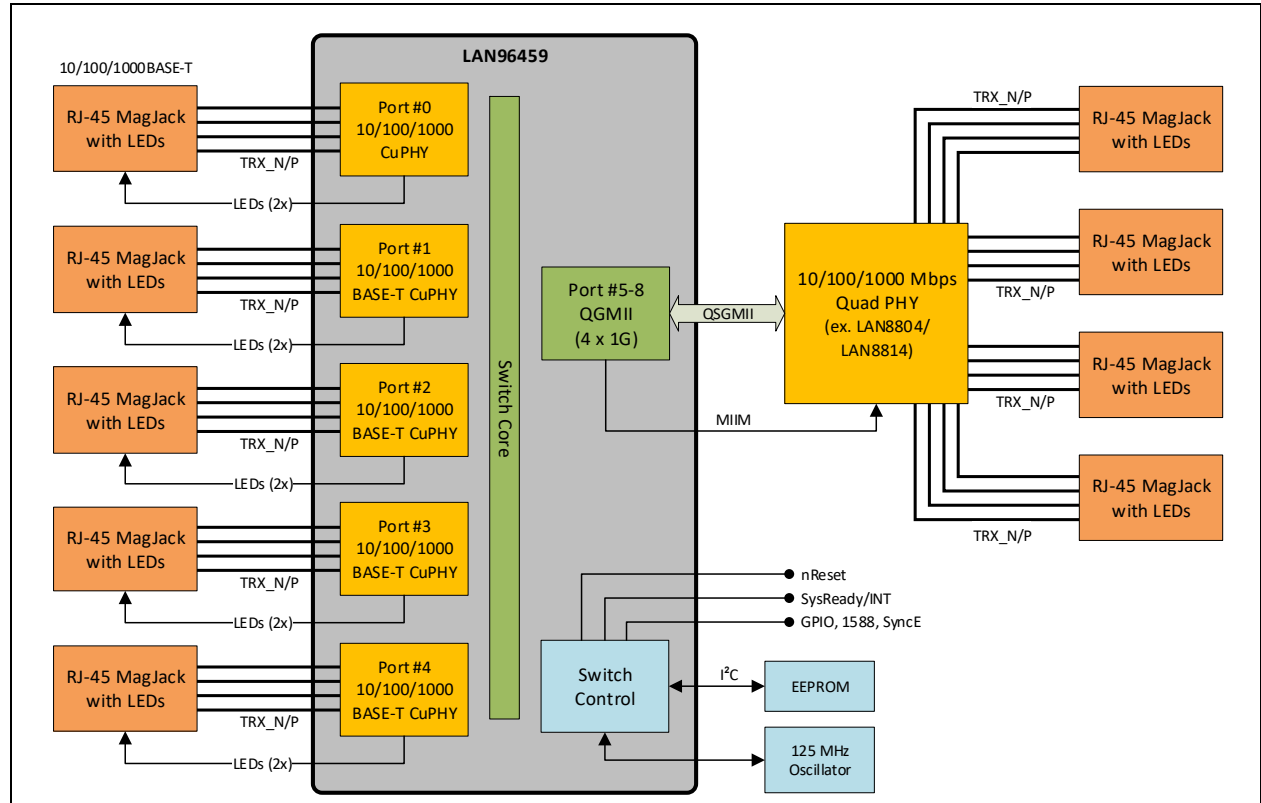 LAN96459
10/100/1000BASE-T
RJ-45 MagJack
with LEDs
TRX_N/P
LEDs (2x)
Port #0
10/100/1000
CuPHY
RJ-45 MagJack
with LEDs
TRX_N/P
LEDs (2x)
Port #1
10/100/1000
BASE-T CuPHY
RJ-45 MagJack
with LEDs
TRX_N/P
LEDs (2x)
Port #2
10/100/1000
BASE-T CuPHY
RJ-45 MagJack
with LEDs
TRX_N/P
LEDs (2x)
Port #3
10/100/1000
BASE-T CuPHY
RJ-45 MagJack
with LEDs
TRX_N/P
LEDs (2x)
Port #4
10/100/1000
BASE-T CuPHY
Switch Core
Port #5-8
QGMII
(4 x 1G)
QSGMII
MIIM
10/100/1000 Mbps
Quad PHY
(ex. LAN8804/
LAN8814)
TRX_N/P
RJ-45 MagJack
with LEDs
TRX_N/P
RJ-45 MagJack
with LEDs
TRX_N/P
RJ-45 MagJack
with LEDs
TRX_N/P
RJ-45 MagJack
with LEDs
nReset
SysReady/INT
GPIO, 1588, SyncE
Switch
Control
I²C
EEPROM
125 MHz
Oscillator